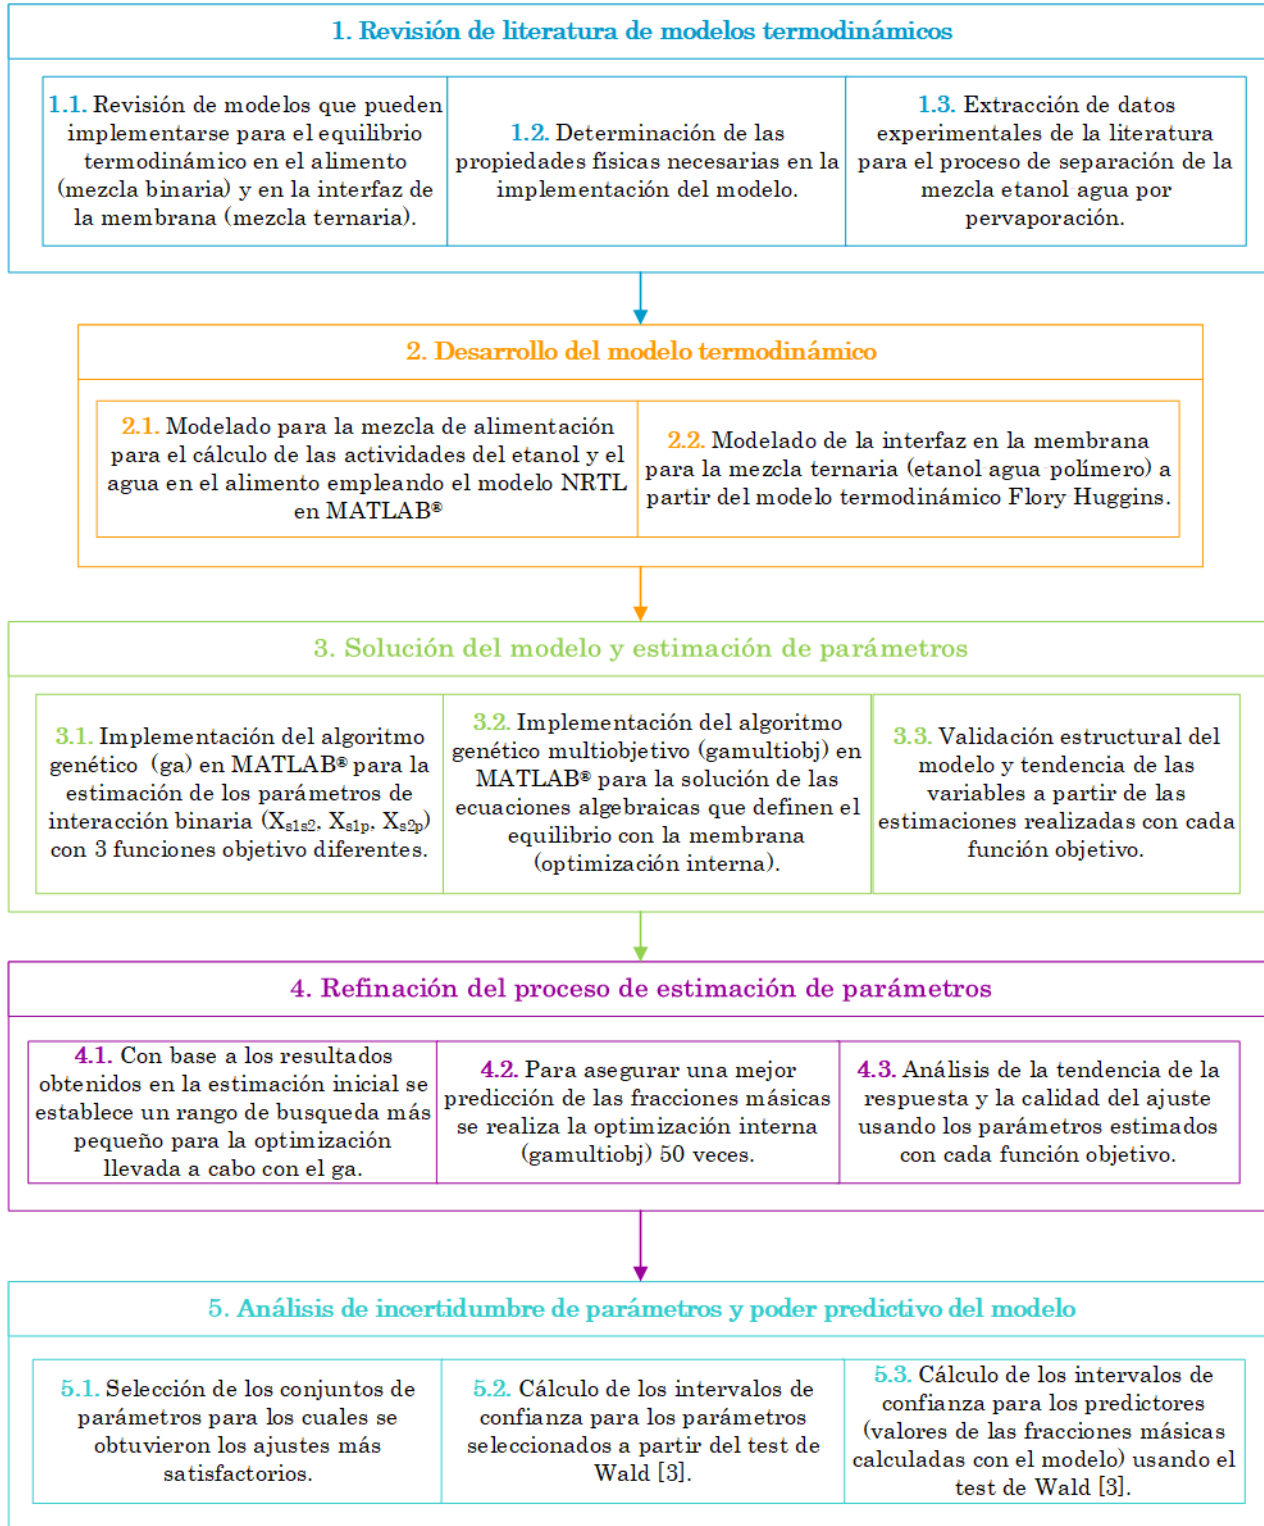 1. Revisión de literatura de modelos termodinámicos
1.1. Revisión de modelos que pueden
implementarse para el equilibrio
termodinámico en el alimento
(mezcla binaria) y en la interfaz de
la membrana (mezcla ternaria).
1.2. Determinación de las
propiedades físicas necesarias en la
implementación del modelo.
1.3. Extracción de datos
experimentales de la literatura
para el proceso de separación de la
mezcla etanol agua por
pervaporación.
2. Desarrollo del modelo termodinámico
2.1. Modelado para la mezcla de alimentación
para el cálculo de las actividades del etanol y el
agua en el alimento empleando el modelo NRTL
en MATLAB®
2.2. Modelado de la interfaz en la membrana
para la mezcla ternaria (etanol agua polímero) a
partir del modelo termodinámico Flory Huggins.
3. Solución del modelo y estimación de parámetros
3.1. Implementación del algoritmo
genético (ga) en MATLAB® para la
estimación de los parámetros de
interacción binaria (X_{s1s2}, X_{s1p}, X_{s2p})
con 3 funciones objetivo diferentes.
3.2. Implementación del algoritmo
genético multiobjetivo (gamultiobj) en
MATLAB® para la solución de las
ecuaciones algebraicas que definen el
equilibrio con la membrana
(optimización interna).
3.3. Validación estructural del
modelo y tendencia de las
variables a partir de las
estimaciones realizadas con cada
función objetivo.
4. Refinación del proceso de estimación de parámetros
4.1. Con base a los resultados
obtenidos en la estimación inicial se
establece un rango de busqueda más
pequeño para la optimización
llevada a cabo con el ga.
4.2. Para asegurar una mejor
predicción de las fracciones másicas
se realiza la optimización interna
(gamultiobj) 50 veces.
4.3. Análisis de la tendencia de la
respuesta y la calidad del ajuste
usando los parámetros estimados
con cada función objetivo.
5. Análisis de incertidumbre de parámetros y poder predictivo del modelo
5.1. Selección de los conjuntos de
parámetros para los cuales se
obtuvieron los ajustes más
satisfactorios.
5.2. Cálculo de los intervalos de
confianza para los parámetros
seleccionados a partir del test de
Wald [3].
5.3. Cálculo de los intervalos de
confianza para los predictores
(valores de las fracciones másicas
calculadas con el modelo) usando el
test de Wald [3].